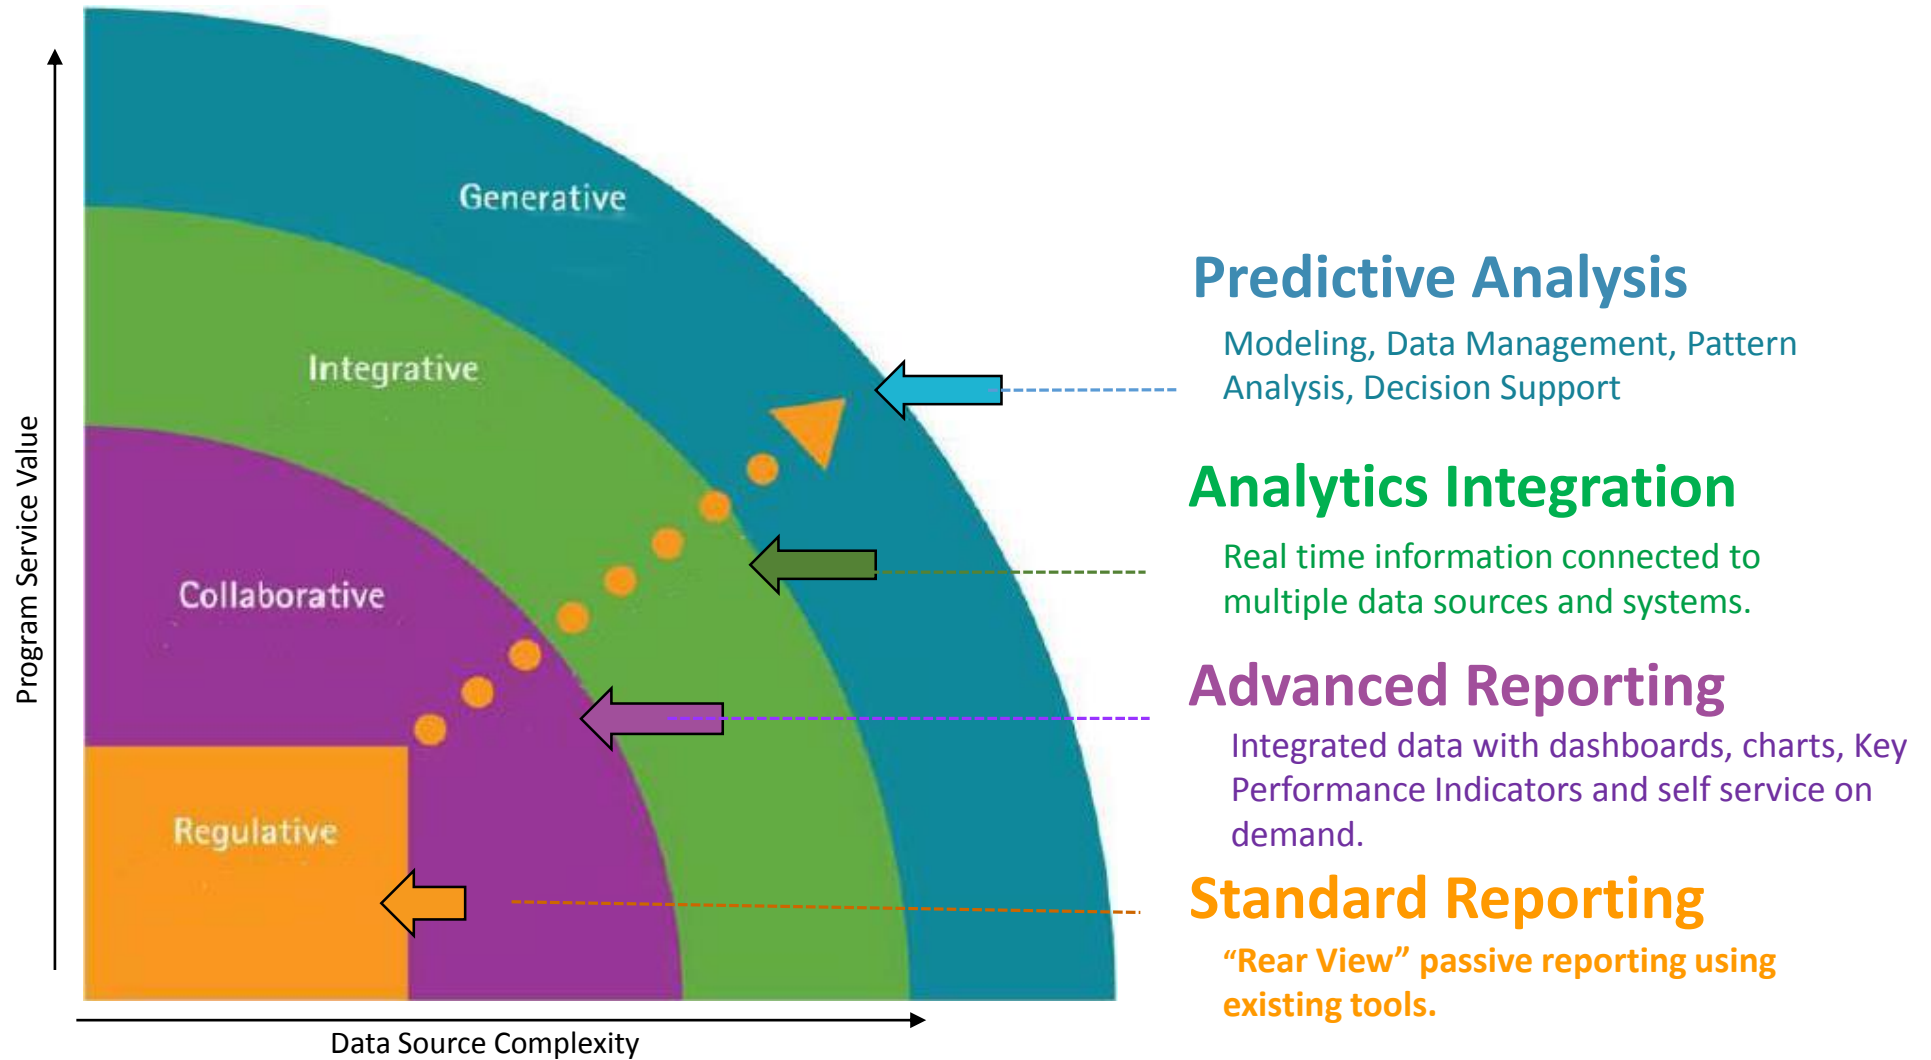 Program Service Value
Generative
Integrative
Collaborative
Regulative
Data Source Complexity
Predictive Analysis
Modeling, Data Management, Pattern
Analysis, Decision Support
Analytics Integration
Real time information connected to
multiple data sources and systems.
Advanced Reporting
Integrated data with dashboards, charts, Key
Performance Indicators and self service on
demand.
Standard Reporting
“Rear View” passive reporting using
existing tools.